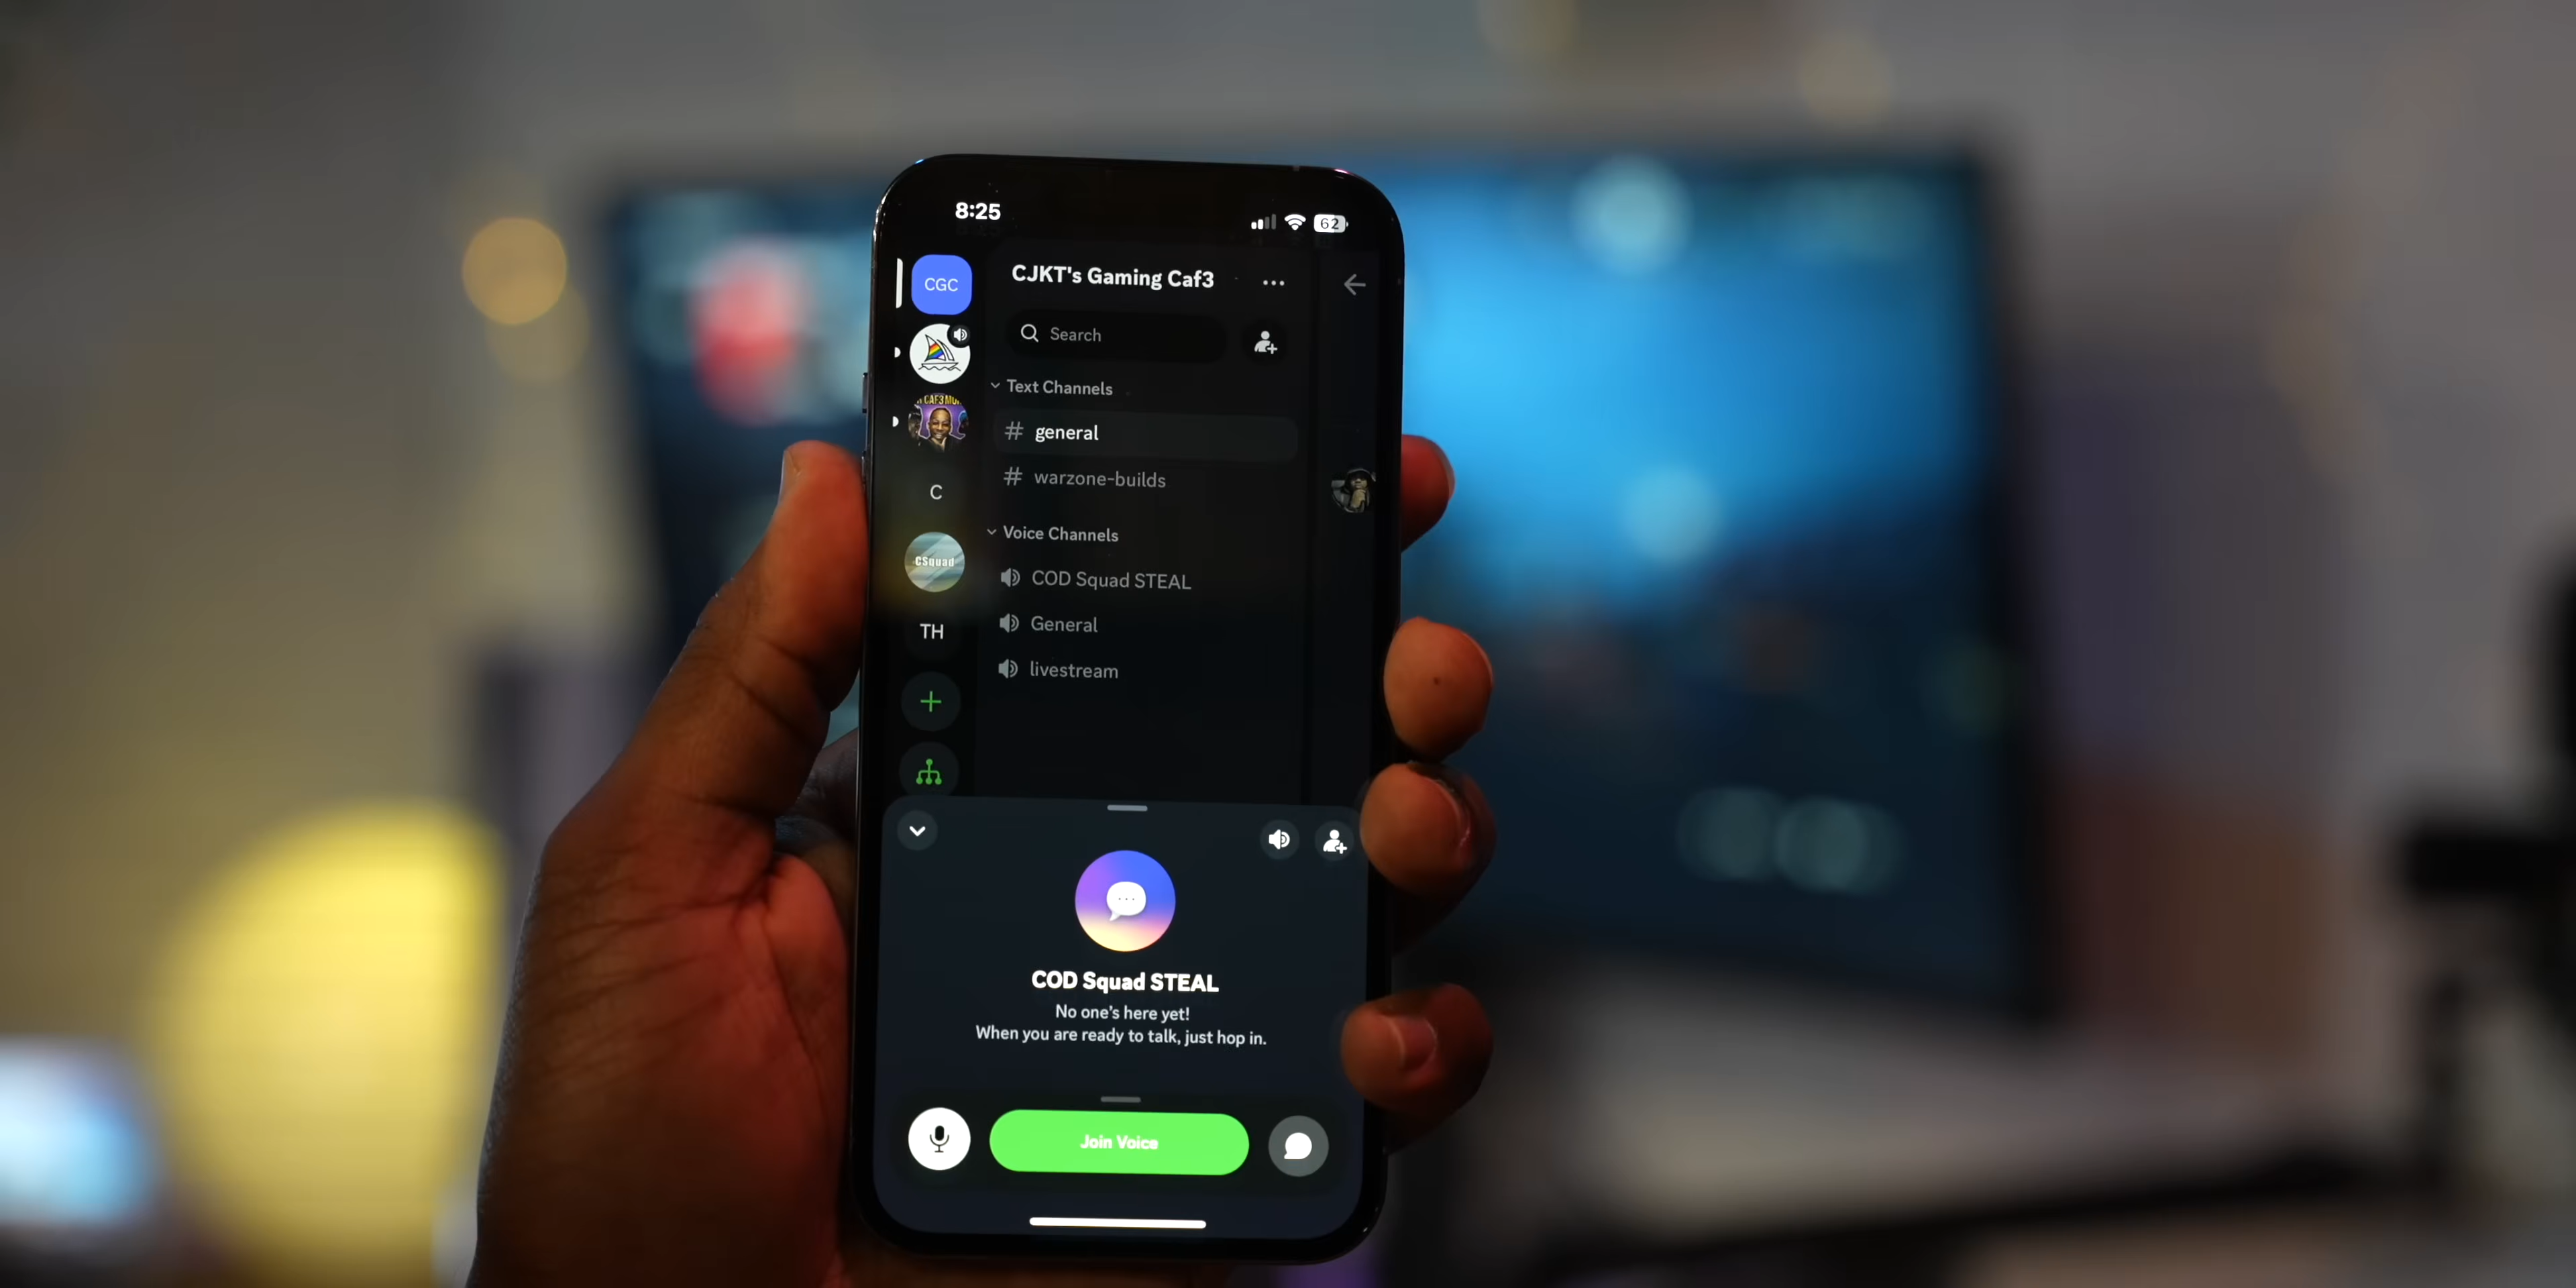 8:25
62
CGC
CJKT's Gaming Caf3
Search
Text Channels
CAF3
# general
C
# warzone-builds
Voice Channels
CSquad
COD Squad STEAL
General
TH
livestream
COD Squad STEAL
No one's here yet!
When you are ready to talk, just hop in.
Join Voice